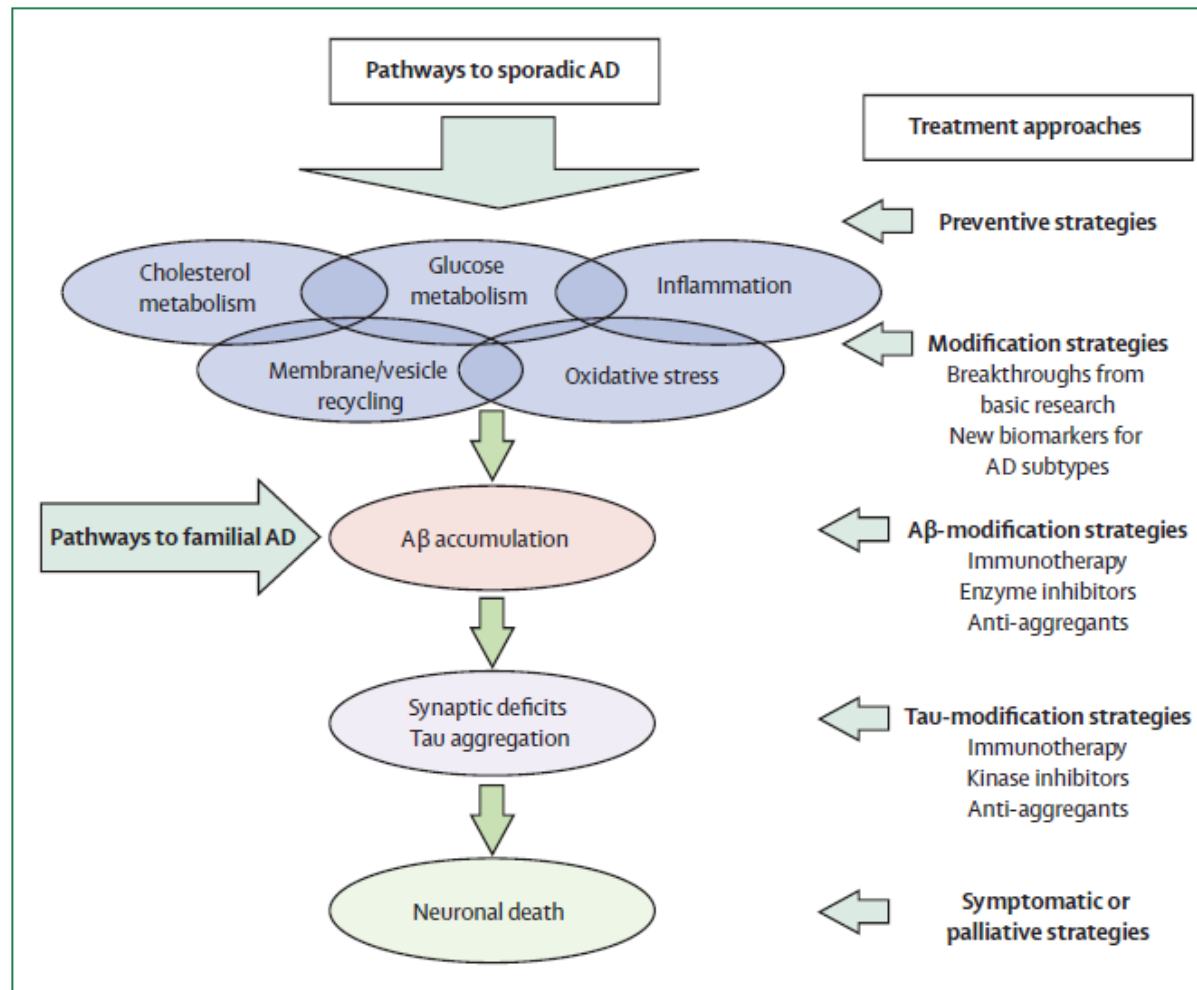 Pathways to sporadic AD
Treatment approaches
Preventive strategies
Cholesterol
metabolism
Glucose
metabolism
Inflammation
Membrane/vesicle
recycling
Oxidative stress
Modification strategies
Breakthroughs from
basic research
New biomarkers for
AD subtypes
Pathways to familial AD
Aβ accumulation
Aβ-modification strategies
Immunotherapy
Enzyme inhibitors
Anti-aggregants
Synaptic deficits
Tau aggregation
Tau-modification strategies
Immunotherapy
Kinase inhibitors
Anti-aggregants
Neuronal death
Symptomatic or
palliative strategies